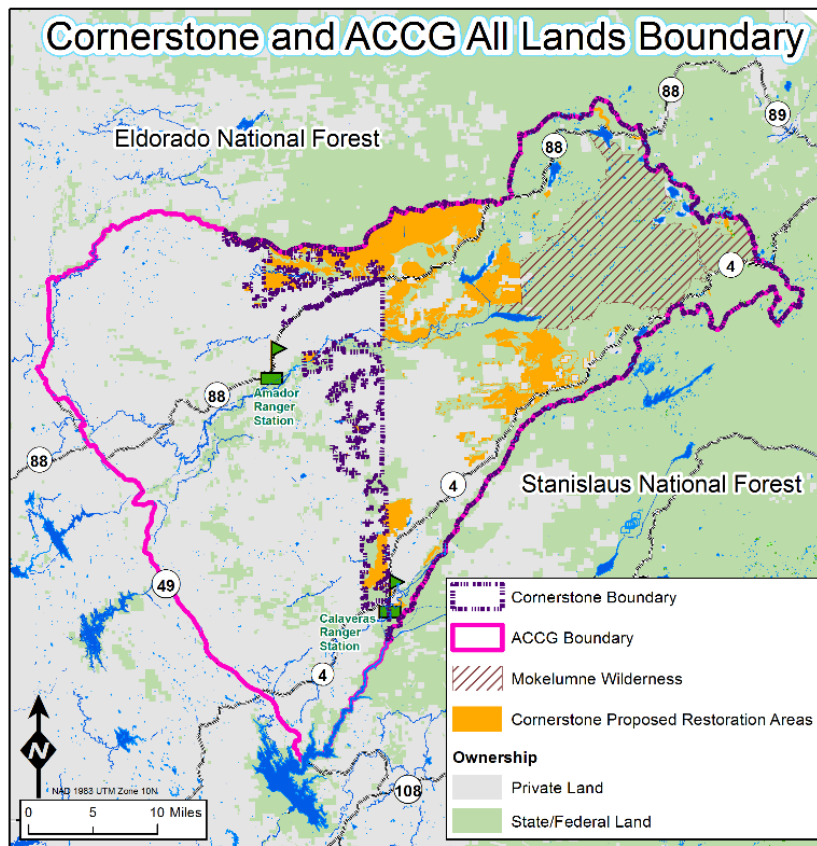 Cornerstone and ACCG All Lands Boundary
88
89
Eldorado National Forest
88
4
Amador
Ranger
Station
88
88
4
Stanislaus National Forest
49
Calaveras
Ranger
Station
4
108
N
NAD 1983 UTM Zone 10N
0 5 10 Miles
Cornerstone Boundary
ACCG Boundary
Mokelumne Wilderness
Cornerstone Proposed Restoration Areas
Ownership
Private Land
State/Federal Land